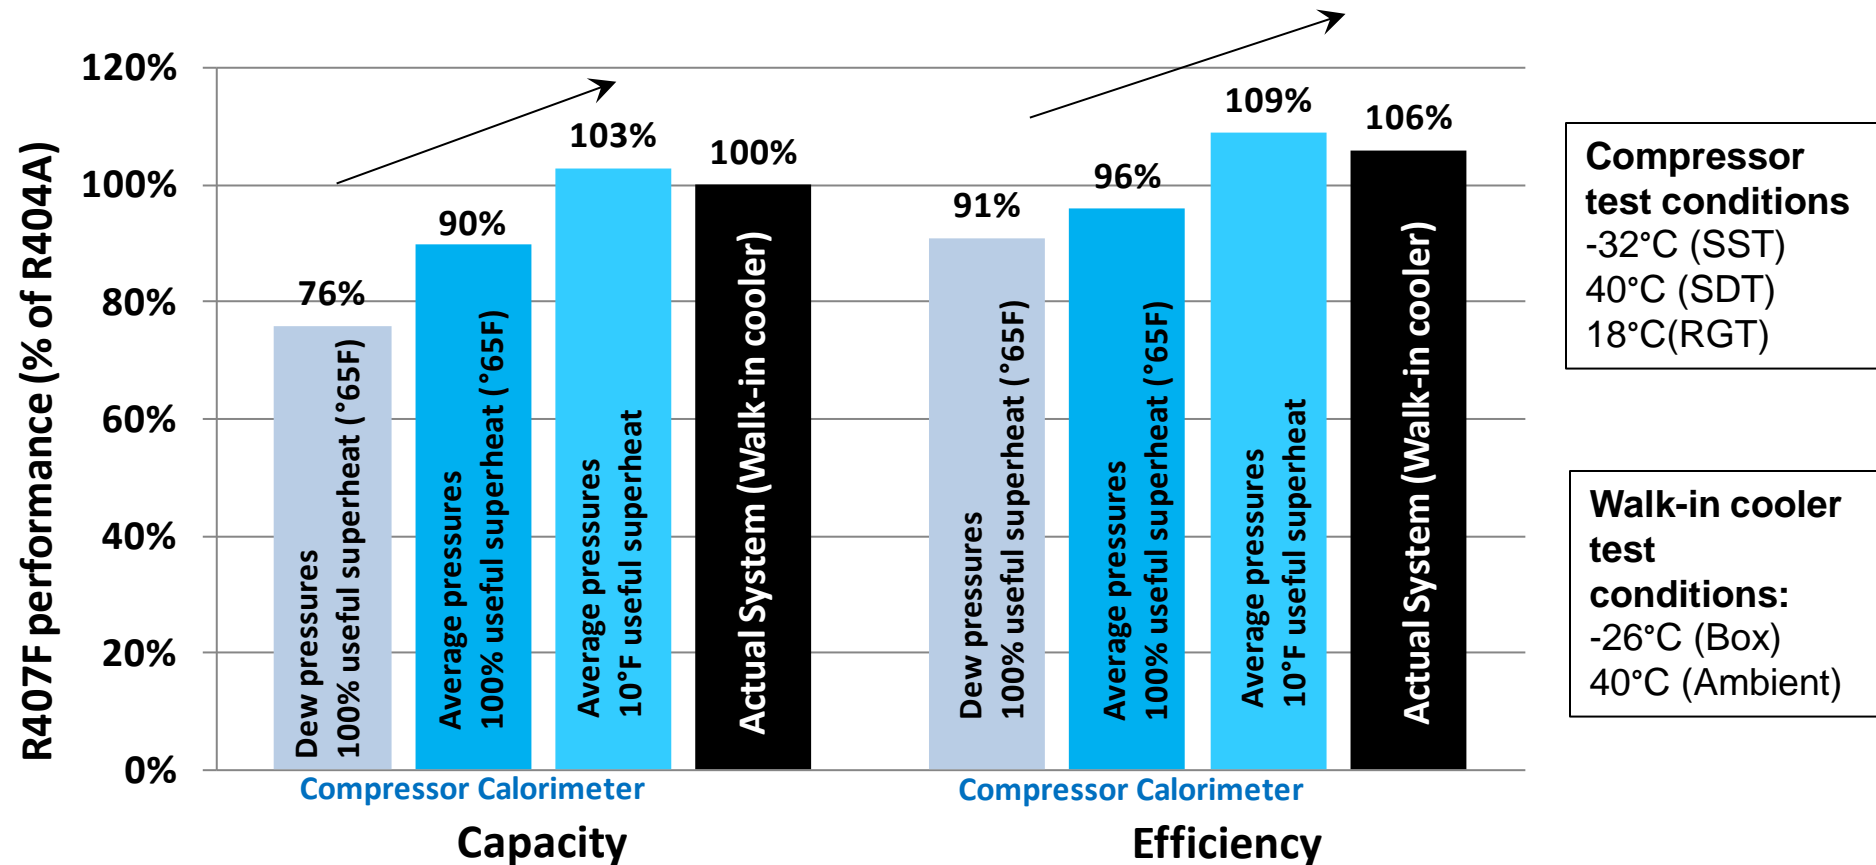 R407F performance (% of R404A)
120%
100%
80%
60%
40%
20%
0%
76%
90%
103%
100%
91%
96%
109%
106%
Dew pressures
100% useful superheat (°65F)
Average pressures
100% useful superheat (°65F)
Average pressures
10°F useful superheat
Actual System (Walk-in cooler)
Dew pressures
100% useful superheat (°65F)
Average pressures
100% useful superheat (°65F)
Average pressures
10°F useful superheat
Actual System (Walk-in cooler)
Compressor Calorimeter
Compressor Calorimeter
Capacity
Efficiency
Compressor
test conditions
-32°C (SST)
40°C (SDT)
18°C(RGT)
Walk-in cooler
test
conditions:
-26°C (Box)
40°C (Ambient)